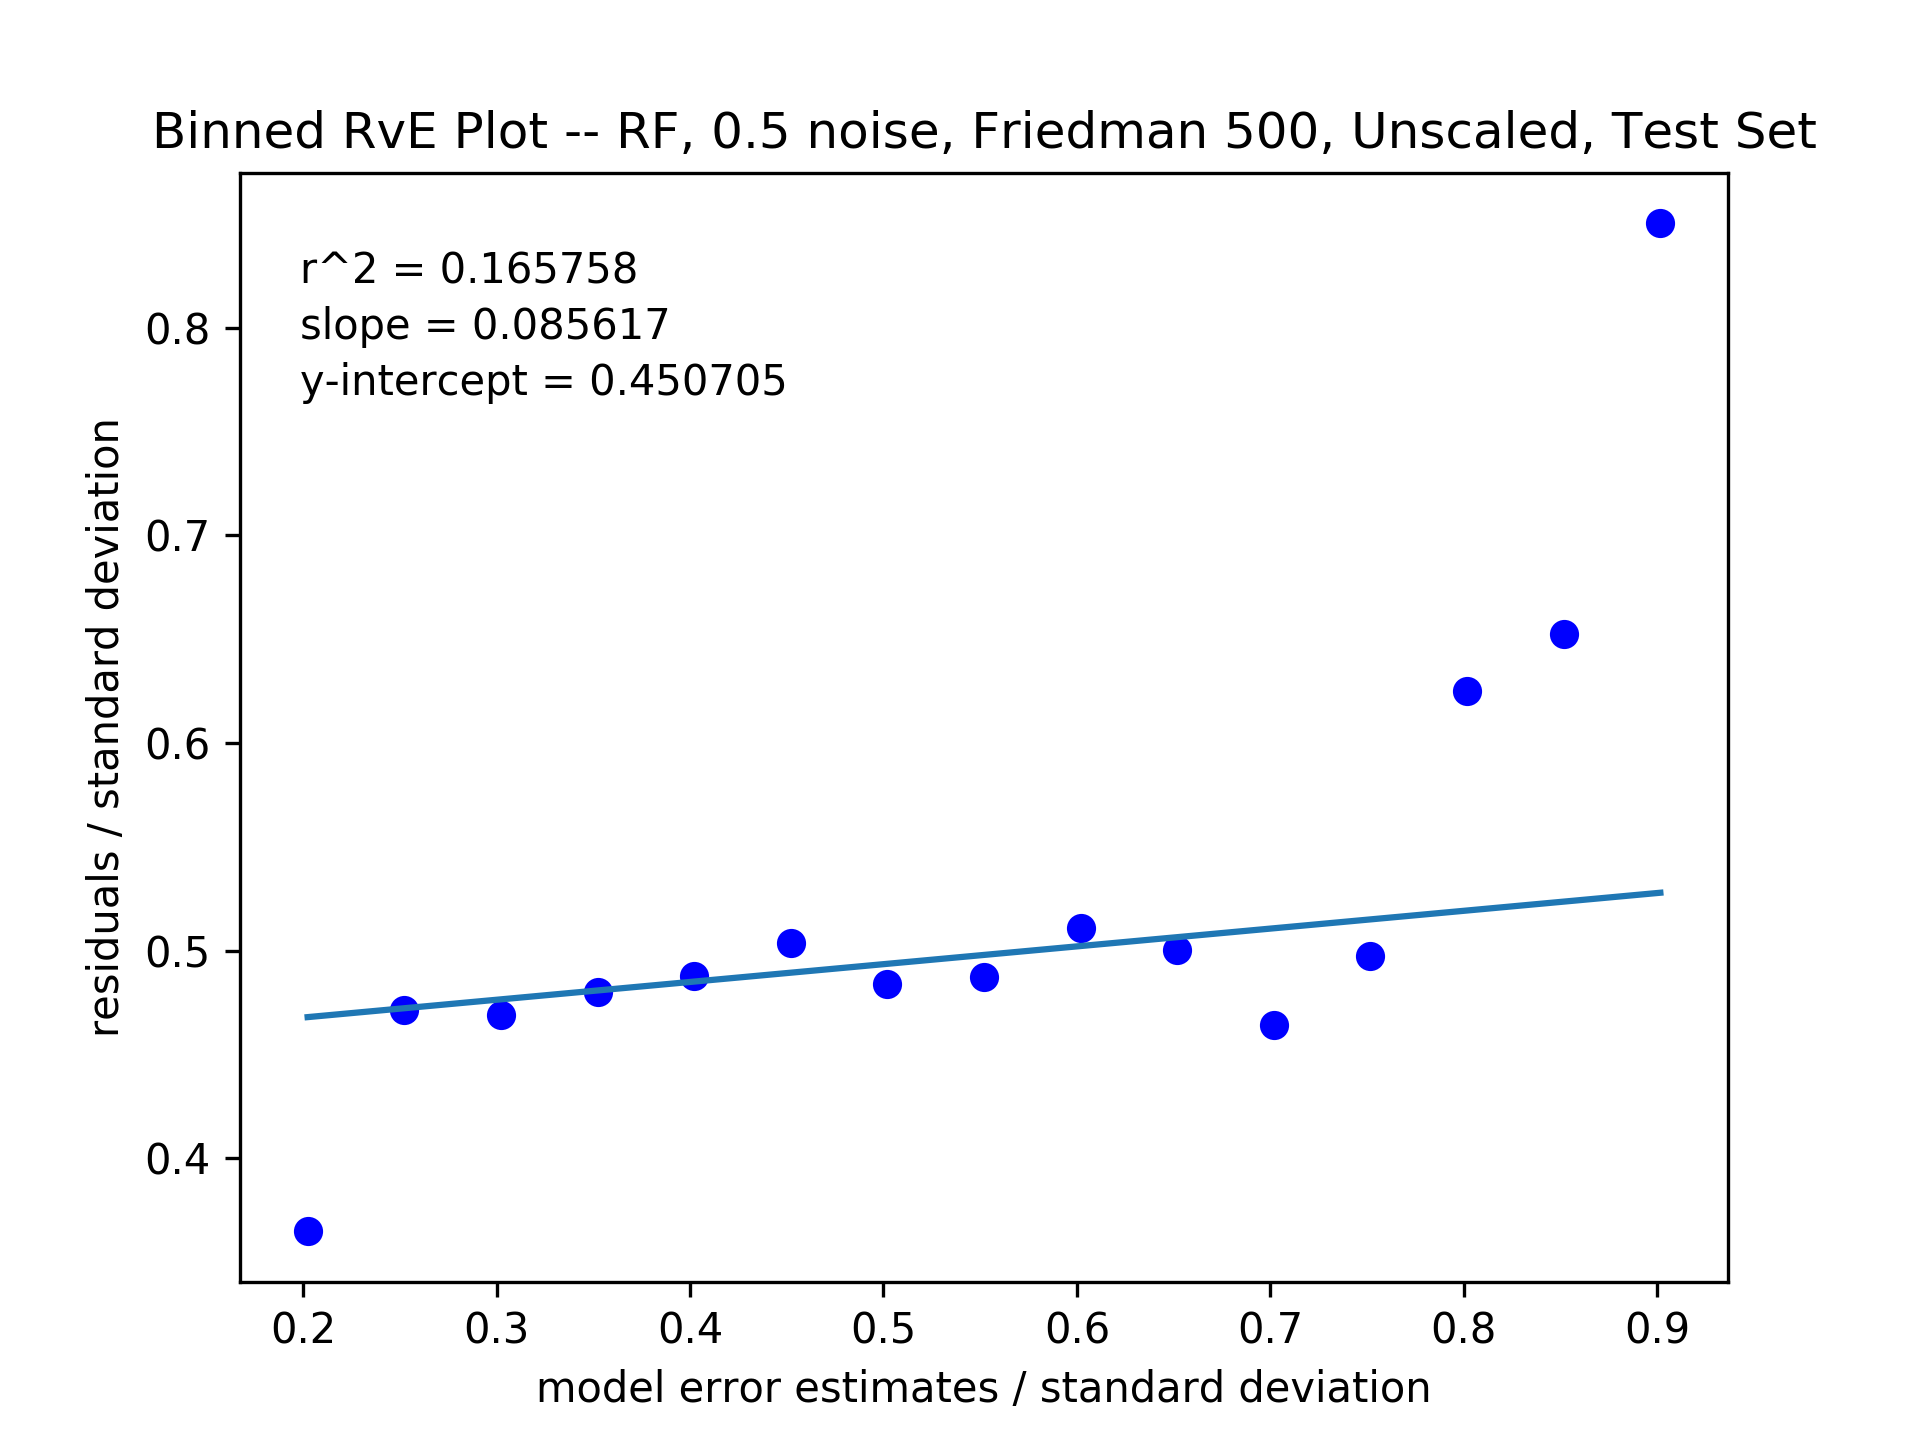 Binned RvE Plot -- RF, 0.5 noise, Friedman 500, Unscaled, Test Set
r^2 = 0.165758
slope = 0.085617
y-intercept = 0.450705
residuals / standard deviation
0.8
0.7
0.6
0.5
0.4
0.2 0.3 0.4 0.5 0.6 0.7 0.8 0.9
model error estimates / standard deviation